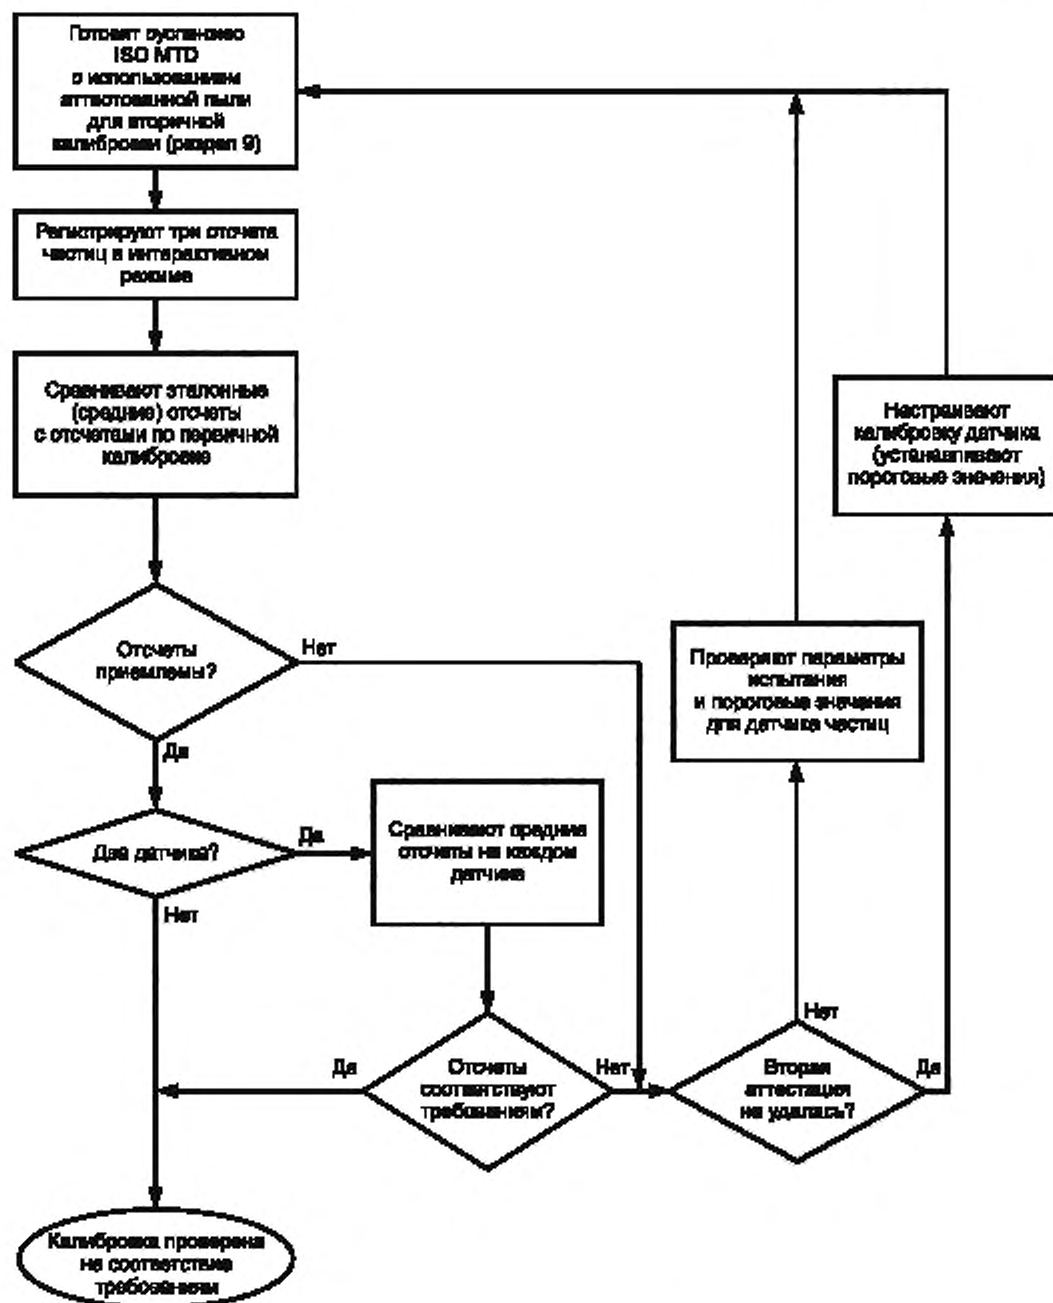 Готовят суспензию
ISO MTD
с использованием
аттестованной пыли
для вторичной
калибровки (раздел 9)
Регистрируют три отсчета
частиц в интерактивном
режиме
Сравнивают эталонные
(средние) отсчеты
с отсчетами по первичной
калибровке
Настраивают
калибровку датчика
(устанавливают
пороговые значения)
Отсчеты
приемлемы?
Нет
Да
Проверяют параметры
испытания
и пороговые значения
для датчика частиц
Два датчика?
Да
Нет
Сравнивают средние
отсчеты на каждом
датчике
Да
Отсчеты
соответствуют
требованиям?
Нет
Нет
Вторая
аттестация
не удалась?
Да
Калибровка проверена
на соответствие
требованиям